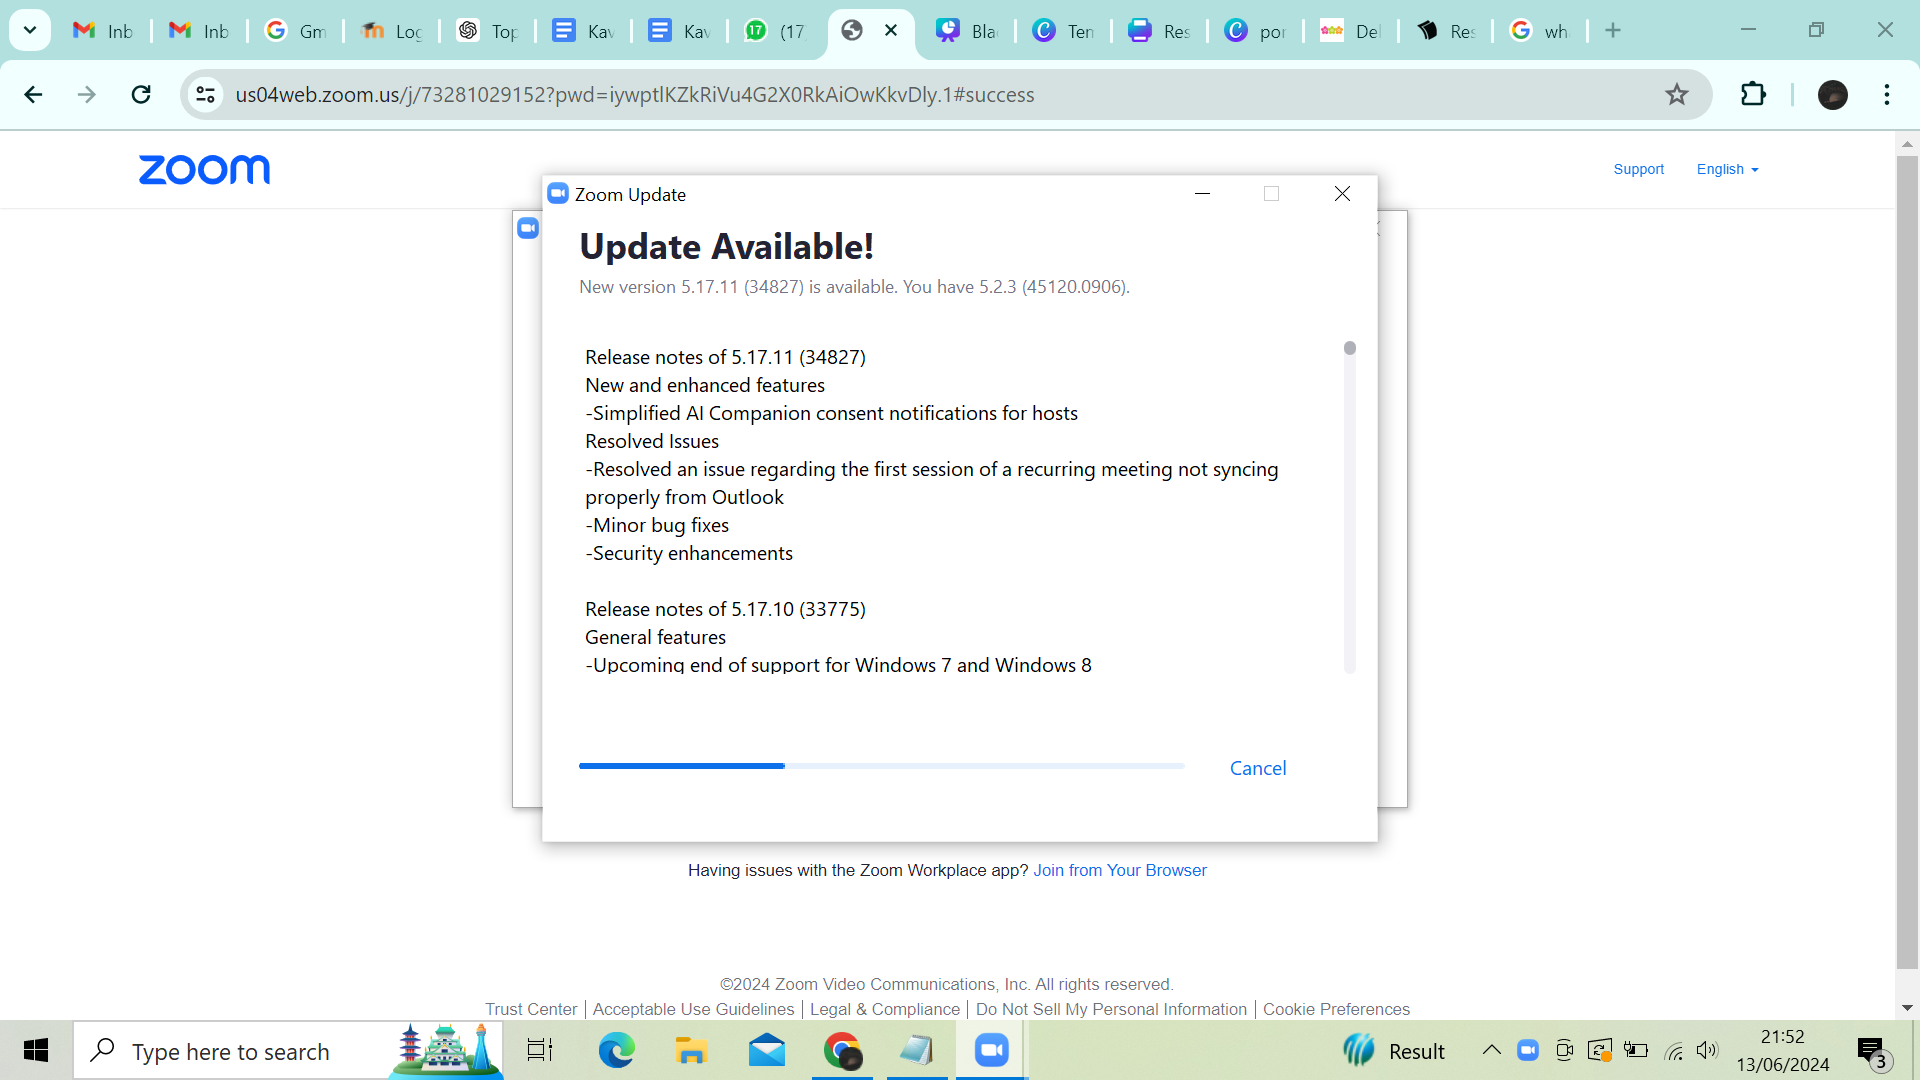 Inb
Inb
Gm
Log
Top
Kav
Kav
17
(17
Bla
Ten
Res
por
Del
Res
wh
us04web.zoom.us/j/73281029152?pwd=iywptlKZkRiVu4G2X0RkAiOwKkvDly.1#success
zoom
Support
English
Zoom Update
Update Available!
New version 5.17.11 (34827) is available. You have 5.2.3 (45120.0906).
Release notes of 5.17.11 (34827)
New and enhanced features
-Simplified AI Companion consent notifications for hosts
Resolved Issues
-Resolved an issue regarding the first session of a recurring meeting not syncing
properly from Outlook
-Minor bug fixes
-Security enhancements
Release notes of 5.17.10 (33775)
General features
-Upcoming end of support for Windows 7 and Windows 8
Cancel
Having issues with the Zoom Workplace app? Join from Your Browser
©2024 Zoom Video Communications, Inc. All rights reserved.
Trust Center | Acceptable Use Guidelines | Legal & Compliance | Do Not Sell My Personal Information | Cookie Preferences
Type here to search
Result
21:52
13/06/2024
3